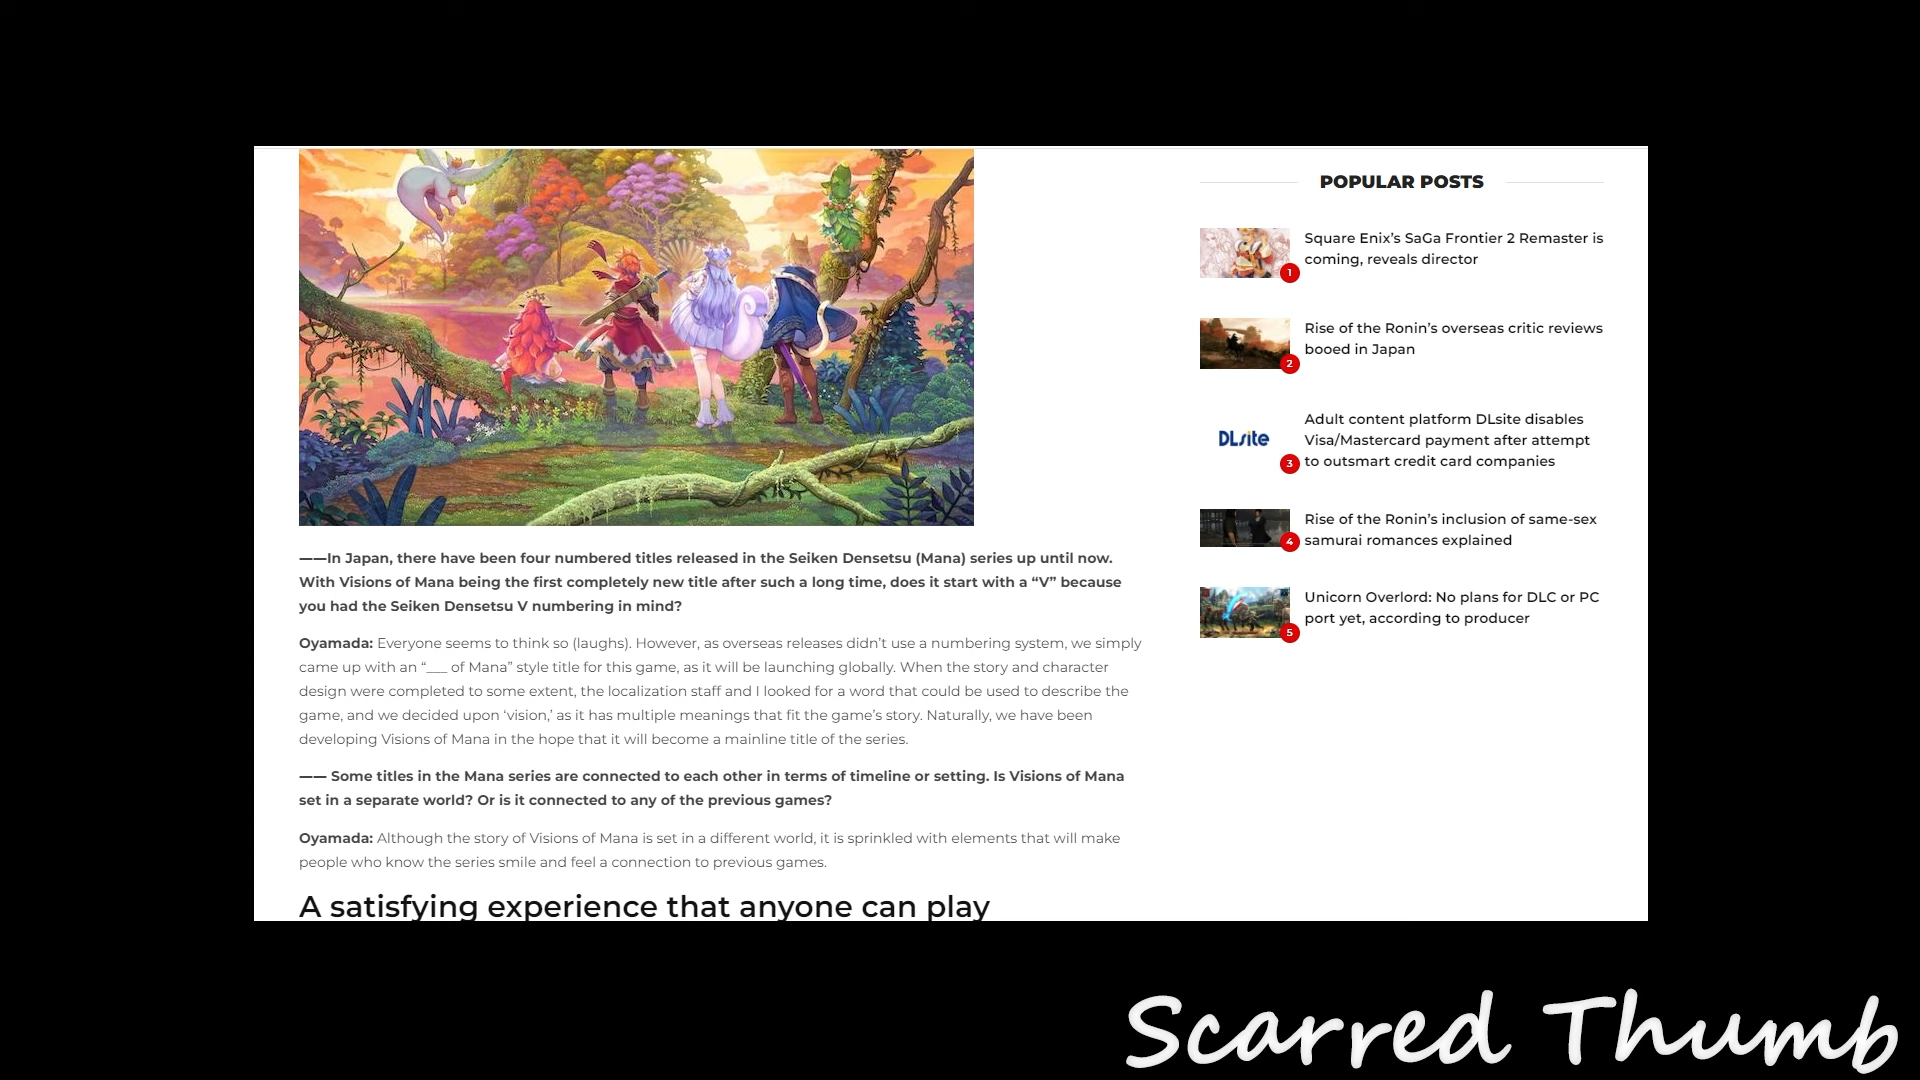 ——In Japan, there have been four numbered titles released in the Seiken Densetsu (Mana) series up until now.
With Visions of Mana being the first completely new title after such a long time, does it start with a “V” because
you had the Seiken Densetsu V numbering in mind?
Oyamada: Everyone seems to think so (laughs). However, as overseas releases didn’t use a numbering system, we simply
came up with an “___ of Mana” style title for this game, as it will be launching globally. When the story and character
design were completed to some extent, the localization staff and I looked for a word that could be used to describe the
game, and we decided upon ‘vision,’ as it has multiple meanings that fit the game’s story. Naturally, we have been
developing Visions of Mana in the hope that it will become a mainline title of the series.
—— Some titles in the Mana series are connected to each other in terms of timeline or setting. Is Visions of Mana
set in a separate world? Or is it connected to any of the previous games?
Oyamada: Although the story of Visions of Mana is set in a different world, it is sprinkled with elements that will make
people who know the series smile and feel a connection to previous games.
A satisfying experience that anyone can play
POPULAR POSTS
1
Square Enix’s SaGa Frontier 2 Remaster is
coming, reveals director
2
Rise of the Ronin’s overseas critic reviews
booed in Japan
DLsite
3
Adult content platform DLsite disables
Visa/Mastercard payment after attempt
to outsmart credit card companies
4
Rise of the Ronin’s inclusion of same-sex
samurai romances explained
5
Unicorn Overlord: No plans for DLC or PC
port yet, according to producer
Scarred Thumb